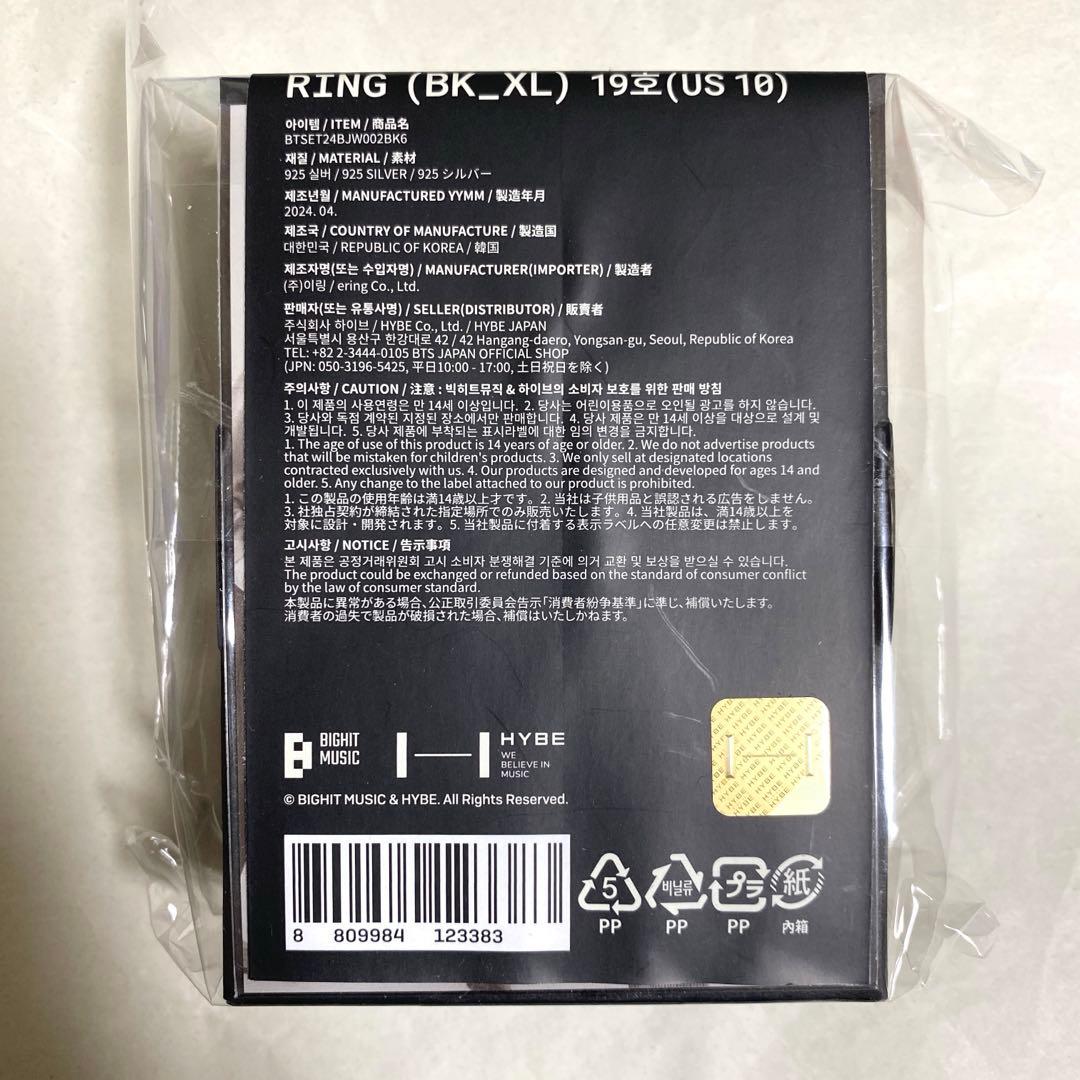 RING (BK_XL) 19호(US 10)
아이템 / ITEM / 商品名
BTSET24BJW002BK6
재질 / MATERIAL / 素材
925 실버 / 925 SILVER / 925 シルバー
제조년월 / MANUFACTURED YYMM / 製造年月
2024. 04.
제조국 / COUNTRY OF MANUFACTURE / 製造国
대한민국 / REPUBLIC OF KOREA / 韓国
제조자명(또는 수입자명) / MANUFACTURER(IMPORTER) / 製造者
(주)이링 / ering Co., Ltd.
판매자(또는 유통사명) / SELLER(DISTRIBUTOR) / 販賣者
주식회사 하이브 / HYBE Co., Ltd. / HYBE JAPAN
서울특별시 용산구 한강대로 42 / 42 Hangang-daero, Yongsan-gu, Seoul, Republic of Korea
TEL: +82 2-3444-0105 BTS JAPAN OFFICIAL SHOP
(JPN: 050-3196-5425, 平日10:00 - 17:00, 土日祝日を除く)
주의사항 / CAUTION / 注意 : 빅히트뮤직 & 하이브의 소비자 보호를 위한 판매 방침
1. 이 제품의 사용연령은 만 14세 이상입니다. 2. 당사는 어린이용품으로 오인될 광고를 하지 않습니다.
3. 당사와 독점 계약된 지정된 장소에서만 판매합니다. 4. 당사 제품은 만 14세 이상을 대상으로 설계 및
개발됩니다. 5. 당사 제품에 부착되는 표시라벨에 대한 임의 변경을 금지합니다.
1. The age of use of this product is 14 years of age or older. 2. We do not advertise products
that will be mistaken for children's products. 3. We only sell at designated locations
contracted exclusively with us. 4. Our products are designed and developed for ages 14 and
older. 5. Any change to the label attached to our product is prohibited.
1. この製品の使用年齢は満14歳以上才です。2. 当社は子供用品と誤認される広告をしません。
3. 社独占契約が締結された指定場所でのみ販売いたします。4. 当社製品は、満14歳以上を
対象に設計・開発されます。5. 当社製品に付着する表示ラベルへの任意変更は禁止します。
고시사항 / NOTICE / 告示事項
본 제품은 공정거래위원회 고시 소비자 분쟁해결 기준에 의거 교환 및 보상을 받으실 수 있습니다.
The product could be exchanged or refunded based on the standard of consumer conflict
by the law of consumer standard.
本製品に異常がある場合、公正取引委員会告示「消費者紛争基準」に準じ、補償いたします。
消費者の過失で製品が破損された場合、補償はいたしかねます。
BIGHIT
MUSIC
HYBE
WE
BELIEVE IN
MUSIC
© BIGHIT MUSIC & HYBE. All Rights Reserved.
8 809984 123383
5 비닐류 プラ 紙
PP PP PP 內箱